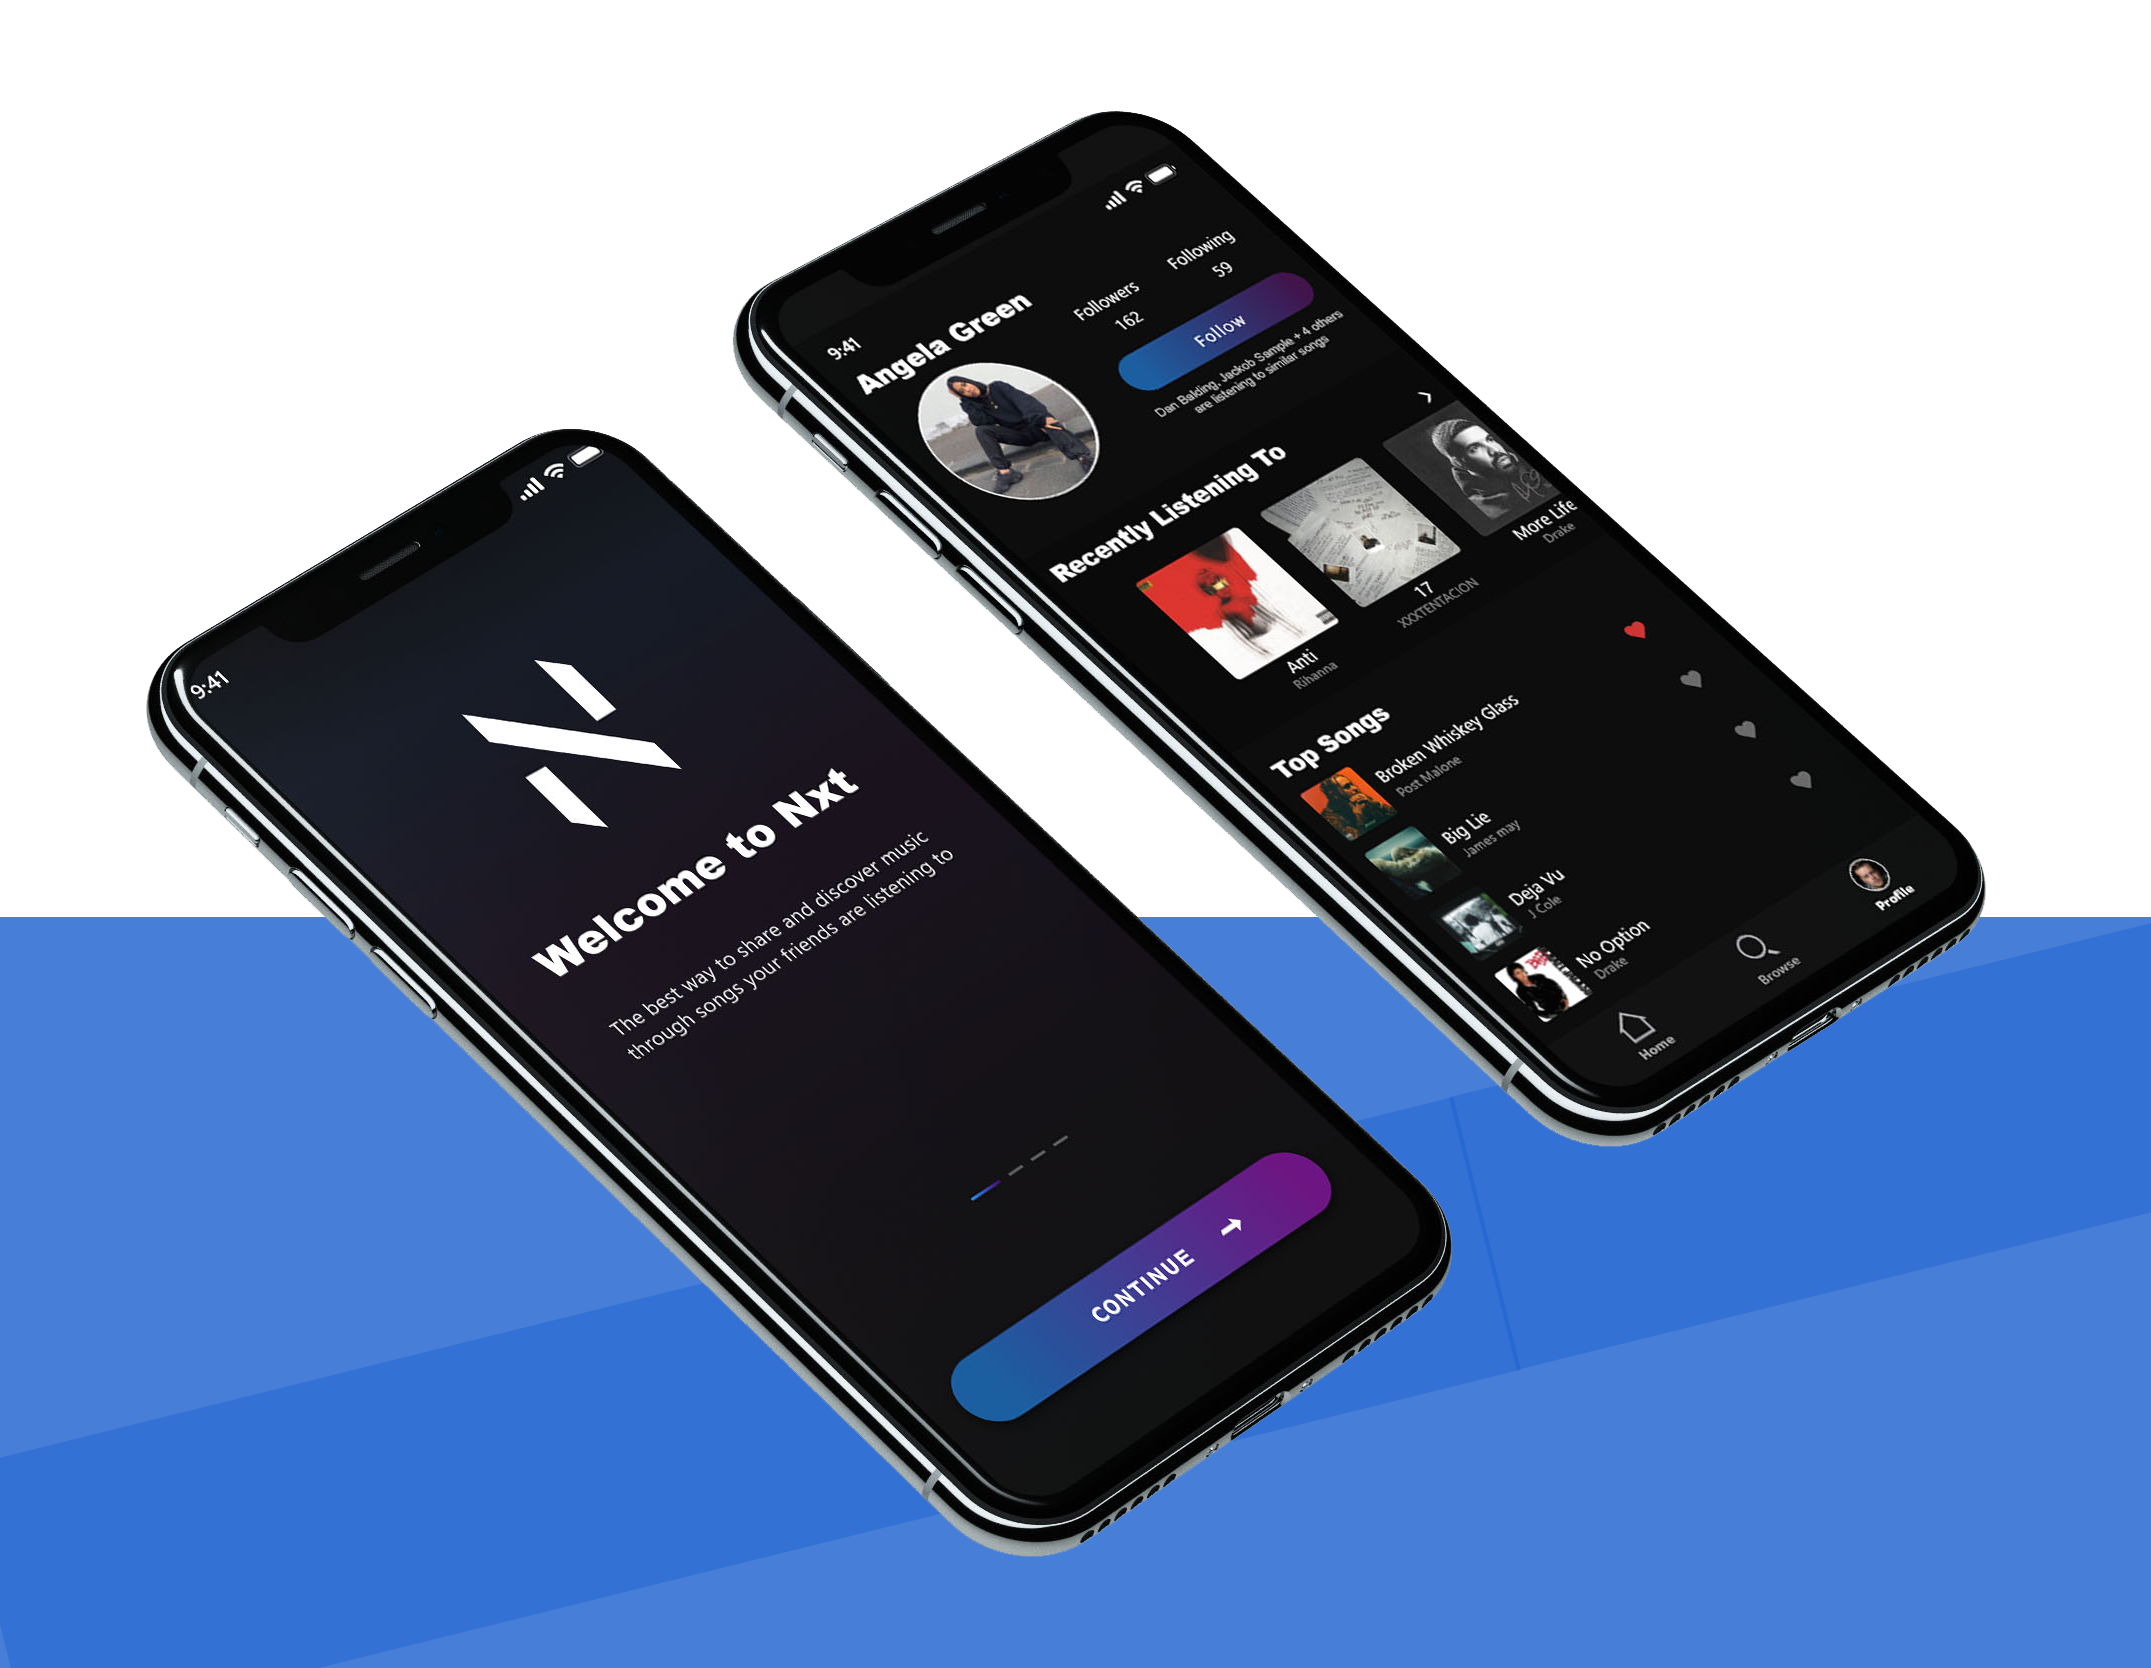 9:41
Welcome to Nxt
The best way to share and discover music
through songs your friends are listening to
CONTINUE
9:41
Angela Green
Followers
162
Following
59
Follow
Dan Balding, Jackob Sample + 4 others
are listening to similar songs
Recently Listening To
Anti
Rihanna
17
XXXTENTACION
More Life
Drake
Top Songs
Broken Whiskey Glass
Post Malone
Big Lie
James may
Deja Vu
J Cole
No Option
Drake
Home
Browse
Profile